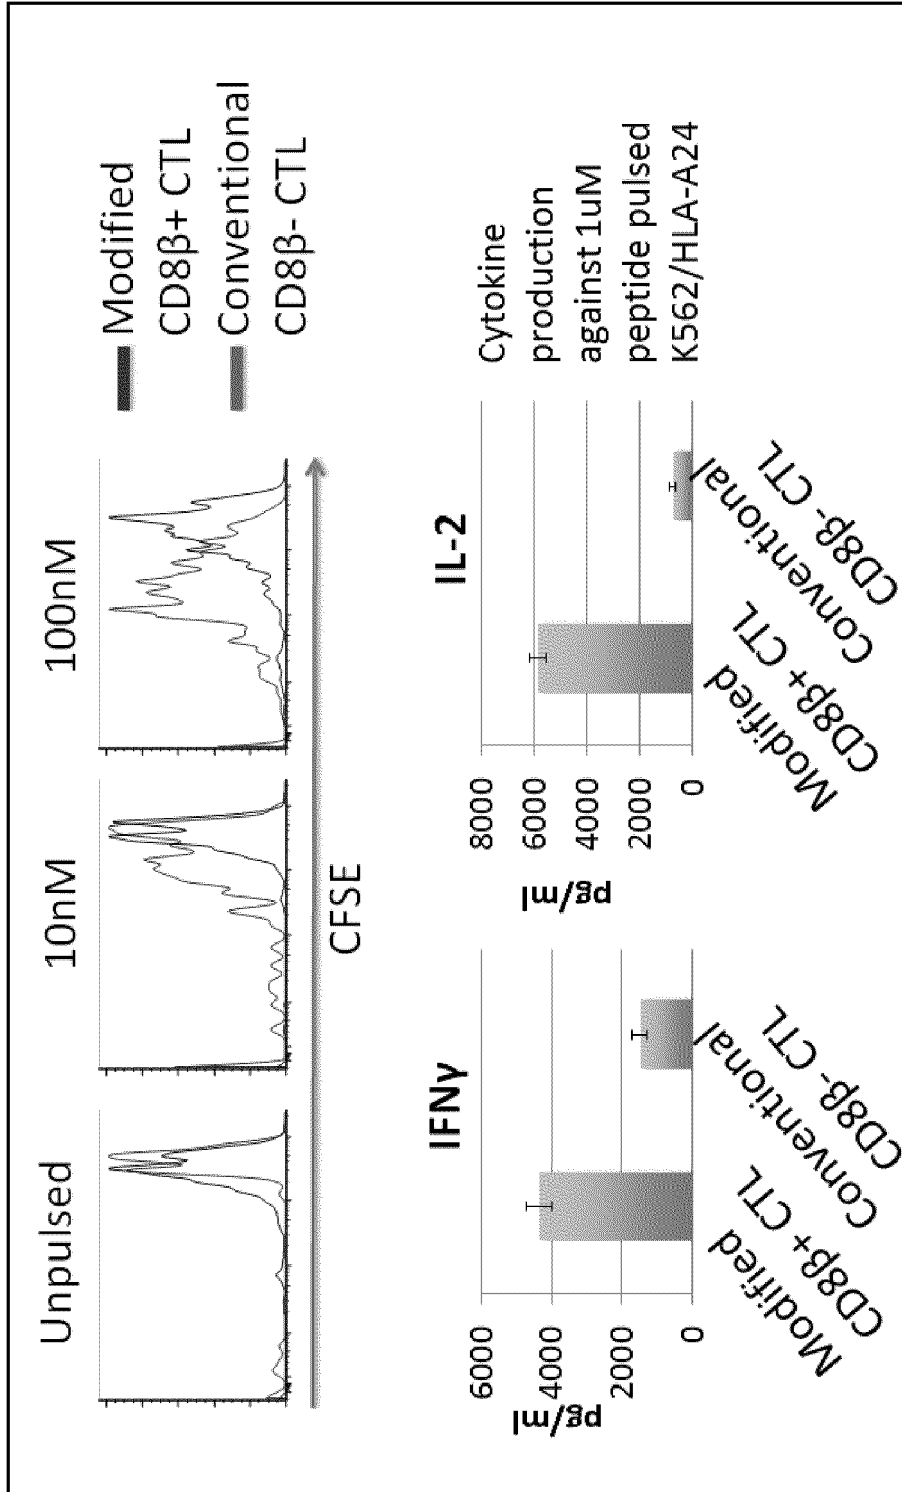 Unpulsed
10nM
100nM
Modified
CD8β+ CTL
Conventional
CD8β- CTL
CFSE
IFNγ
pg/ml
6000
4000
2000
0
Modified
CD8β+ CTL
Conventional
CD8β- CTL
IL-2
pg/ml
8000
6000
4000
2000
0
Modified
CD8β+ CTL
Conventional
CD8β- CTL
Cytokine
production
against 1uM
peptide pulsed
K562/HLA-A24